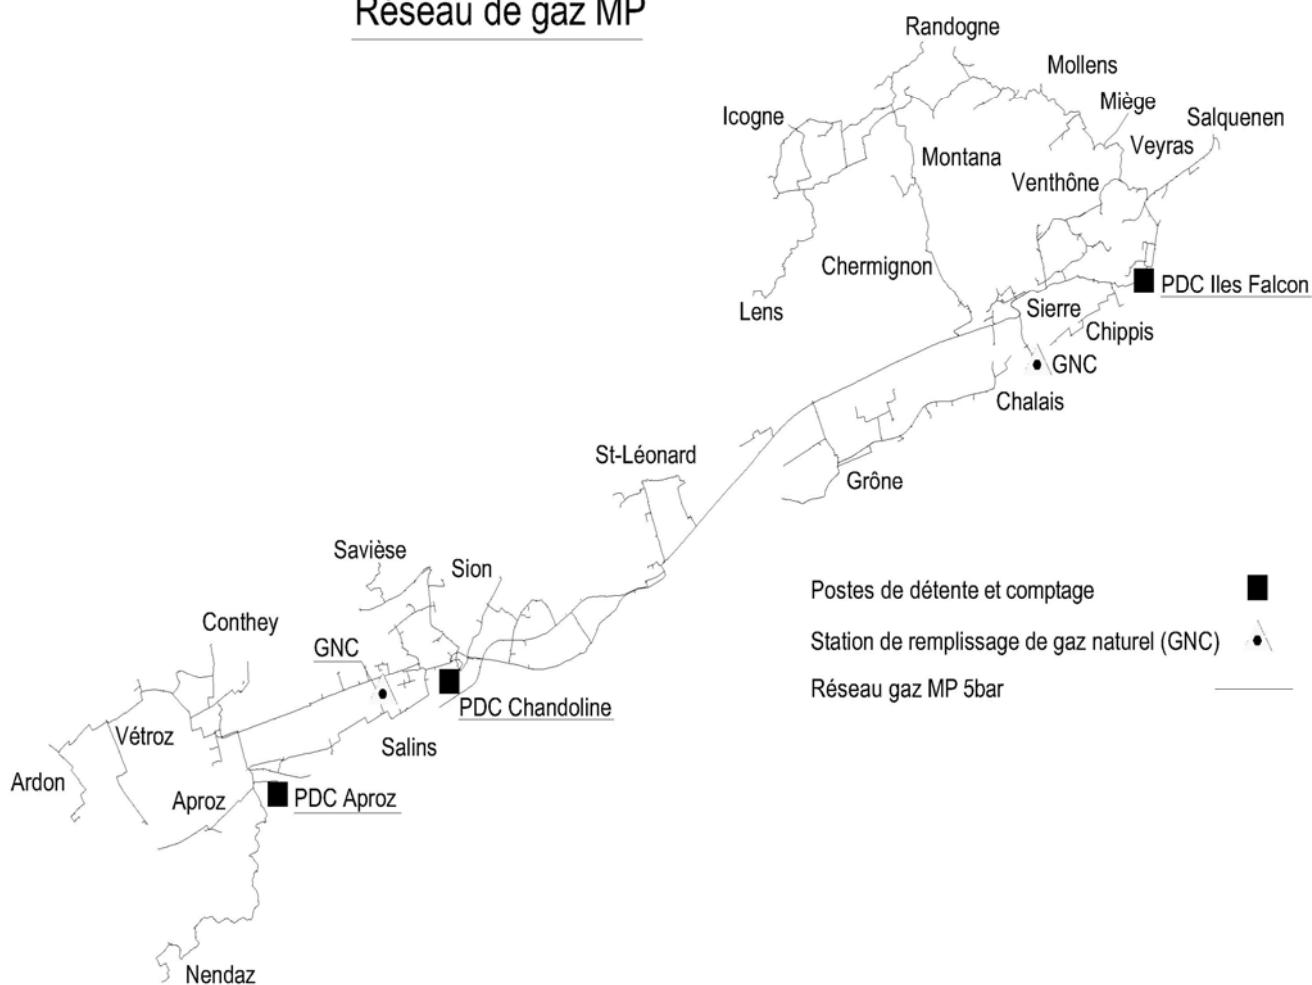 Réseau de gaz MP
Randogne
Mollens
Miège
Icogne
Salquenen
Veyras
Montana
Venthône
Chermignon
PDC Iles Falcon
Lens
Sierre
Chippis
GNC
Chalais
St-Léonard
Grône
Savièse
Sion
Postes de détente et comptage
Conthey
Station de remplissage de gaz naturel (GNC)
GNC
Réseau gaz MP 5bar
PDC Chandoline
Vétroz
Salins
Ardon
Aproz
PDC Aproz
Nendaz